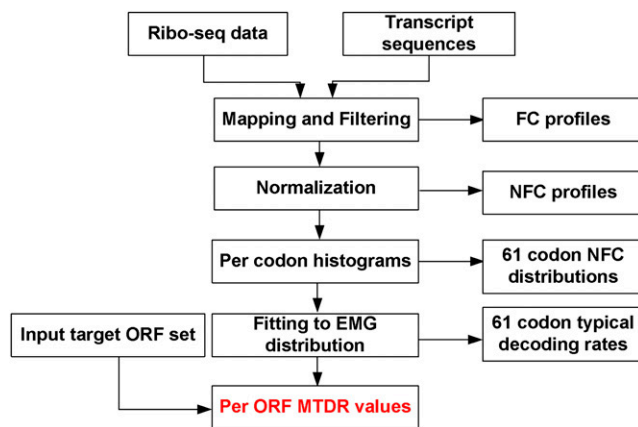 Ribo-seq data
Transcript
sequences
Mapping and Filtering
FC profiles
Normalization
NFC profiles
Per codon histograms
61 codon NFC
distributions
Input target ORF set
Fitting to EMG
distribution
61 codon typical
decoding rates
Per ORF MTDR values